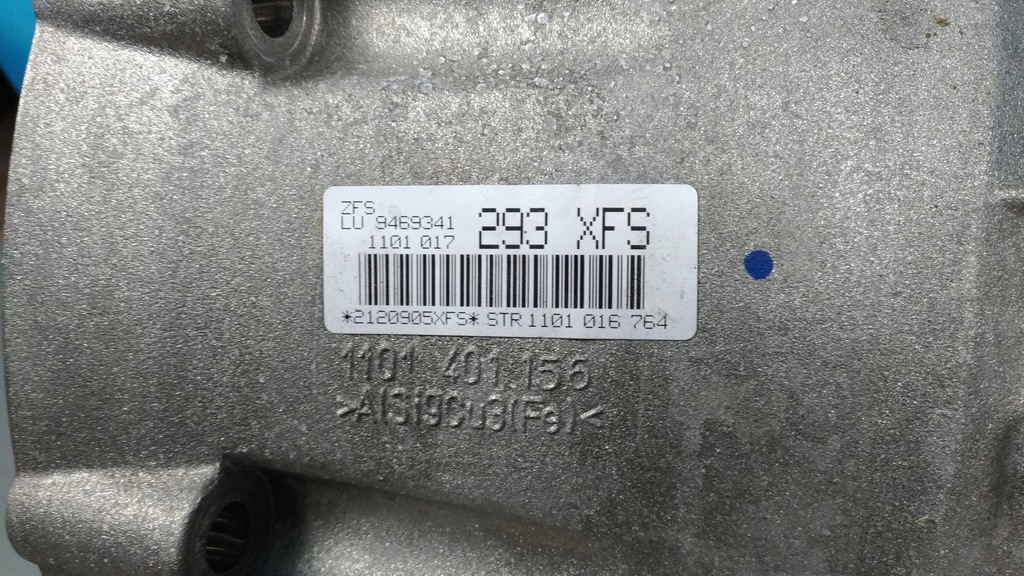 ZFS
LU 9469341
1101 017
293 XFS
*2120905XFS* STR 1101 016 764
1101 401.156
>AlSi9Cu3(Fe)<